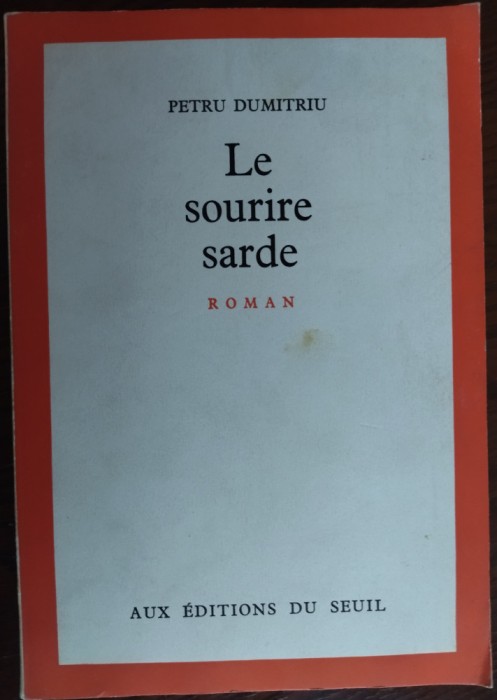 PETRU DUMITRIU
Le
sourire
sarde
ROMAN
AUX ÉDITIONS DU SEUIL